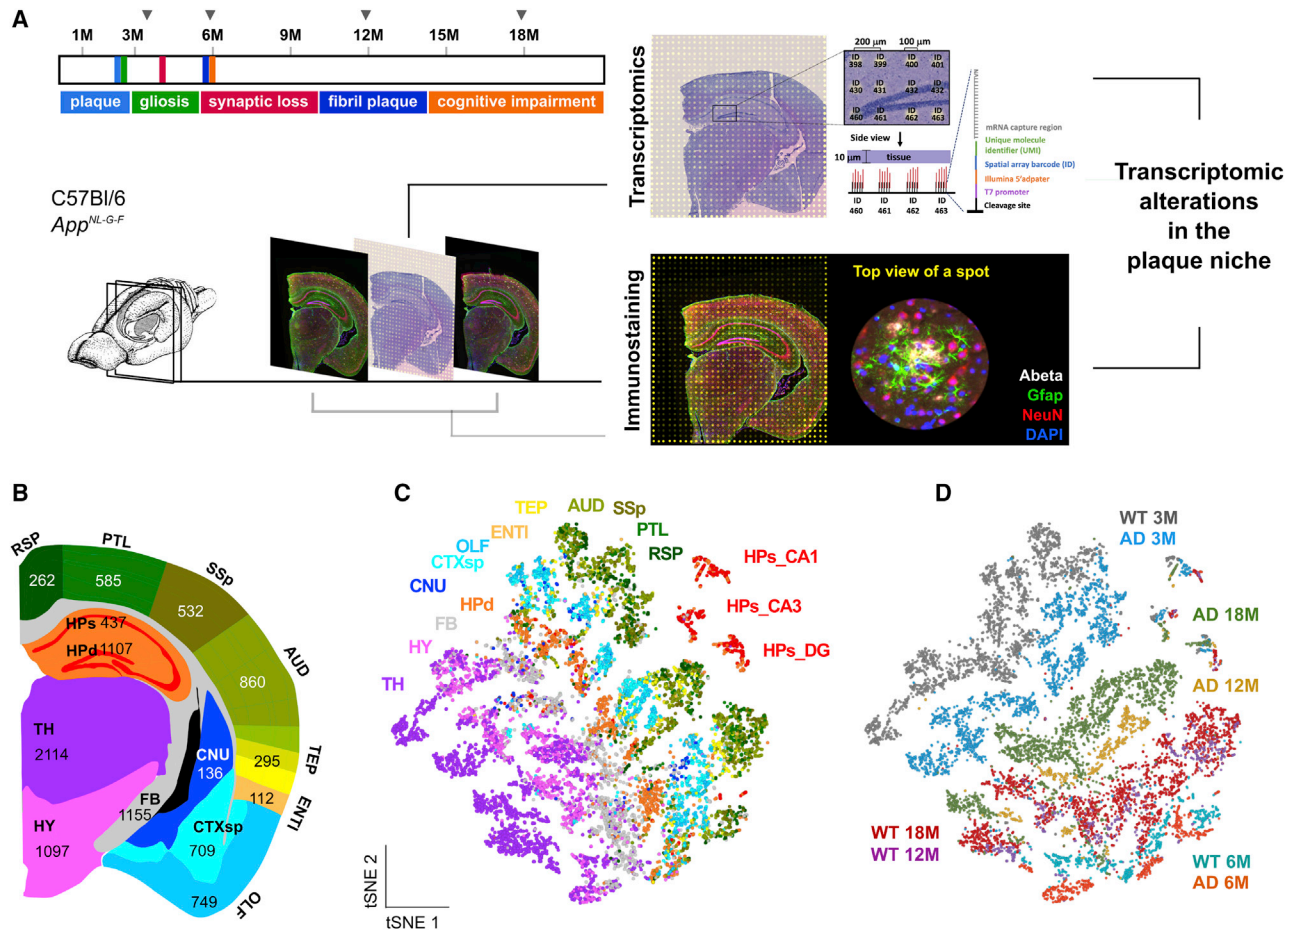 A
1M 3M 6M 9M 12M 15M 18M
plaque gliosis synaptic loss fibril plaque cognitive impairment
C57Bl/6
App^NL-G-F
Transcriptomics
200 µm 100 µm
ID ID ID ID
398 399 400 401
ID ID ID ID
430 431 432 432
ID ID ID ID
460 461 462 463
Side view
10 µm tissue
ID ID ID ID
460 461 462 463
mRNA capture region
Unique molecule
identifier (UMI)
Spatial array barcode (ID)
Illumina 5'adpater
T7 promoter
Cleavage site
Immunostaining
Top view of a spot
Abeta
Gfap
NeuN
DAPI
Transcriptomic
alterations
in the
plaque niche
B
RSP PTL SSp AUD TEP ENTl OLF
262 585 532 860 295 112 749
HPs 437
HPd 1107
TH
2114
HY
1097
FB
1155
CNU
136
CTXsp
709
C
TEP AUD SSp
ENTl PTL
OLF RSP
CTXsp
CNU
HPd
FB
HY
TH
HPs_CA1
HPs_CA3
HPs_DG
tSNE 2
tSNE 1
D
WT 3M
AD 3M
AD 18M
AD 12M
WT 18M
WT 12M
WT 6M
AD 6M